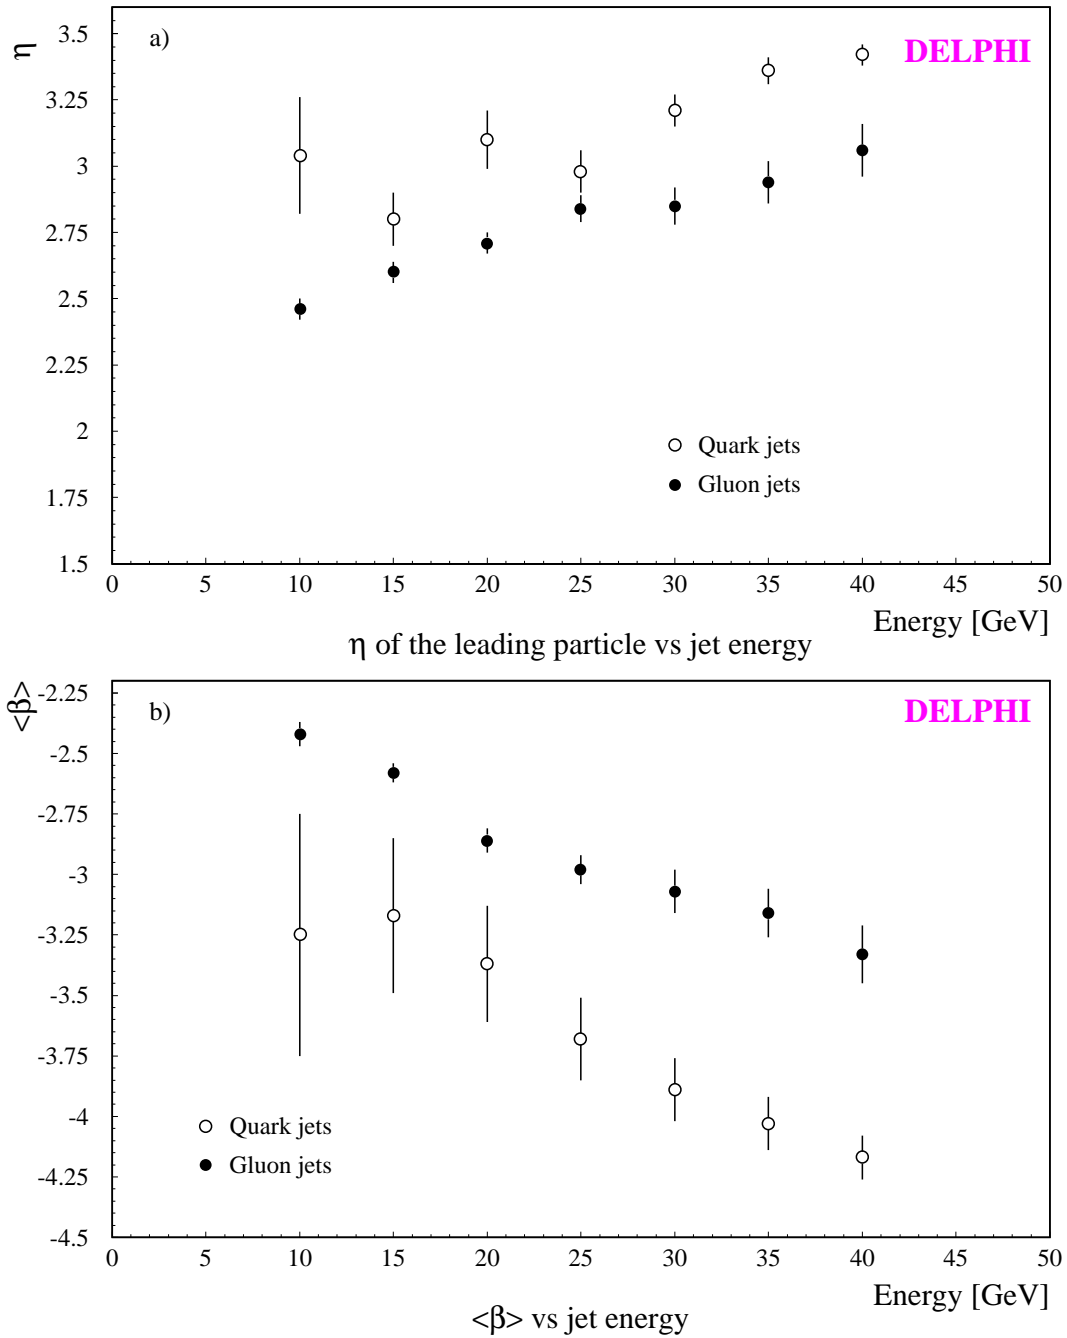 a)
DELPHI
η
3.5
3.25
3
2.75
2.5
2.25
2
1.75
1.5
Quark jets
Gluon jets
0 5 10 15 20 25 30 35 40 45 50
Energy [GeV]
η of the leading particle vs jet energy
b)
DELPHI
<β>
-2.25
-2.5
-2.75
-3
-3.25
-3.5
-3.75
-4
-4.25
-4.5
Quark jets
Gluon jets
0 5 10 15 20 25 30 35 40 45 50
Energy [GeV]
<β> vs jet energy